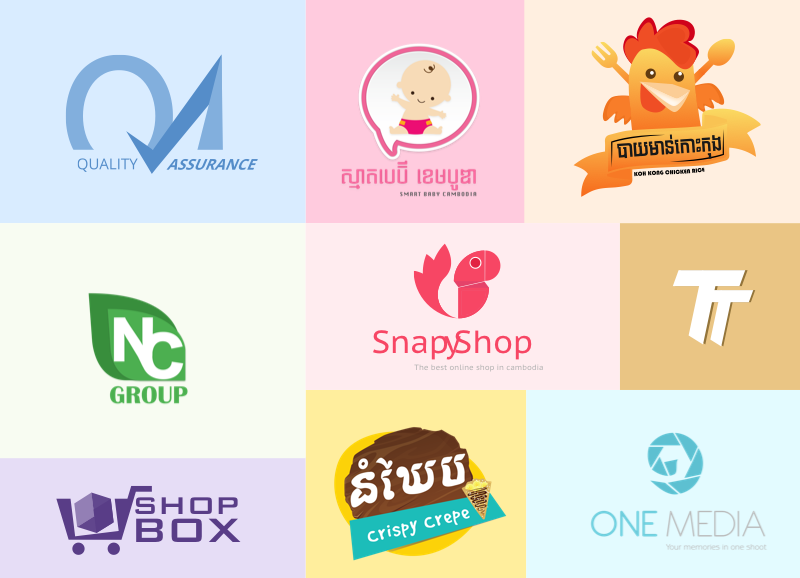 QA
QUALITY ASSURANCE
ស្មាតបេប៊ី ខេមបូឌា
SMART BABY CAMBODIA
បាយមាន់កោះកុង
KOH KONG CHICKEN RICE
NC
GROUP
SnapyShop
The best online shop in cambodia
TT
SHOP
BOX
នំឃែប
Crispy Crepe
ONE MEDIA
Your memories in one shoot